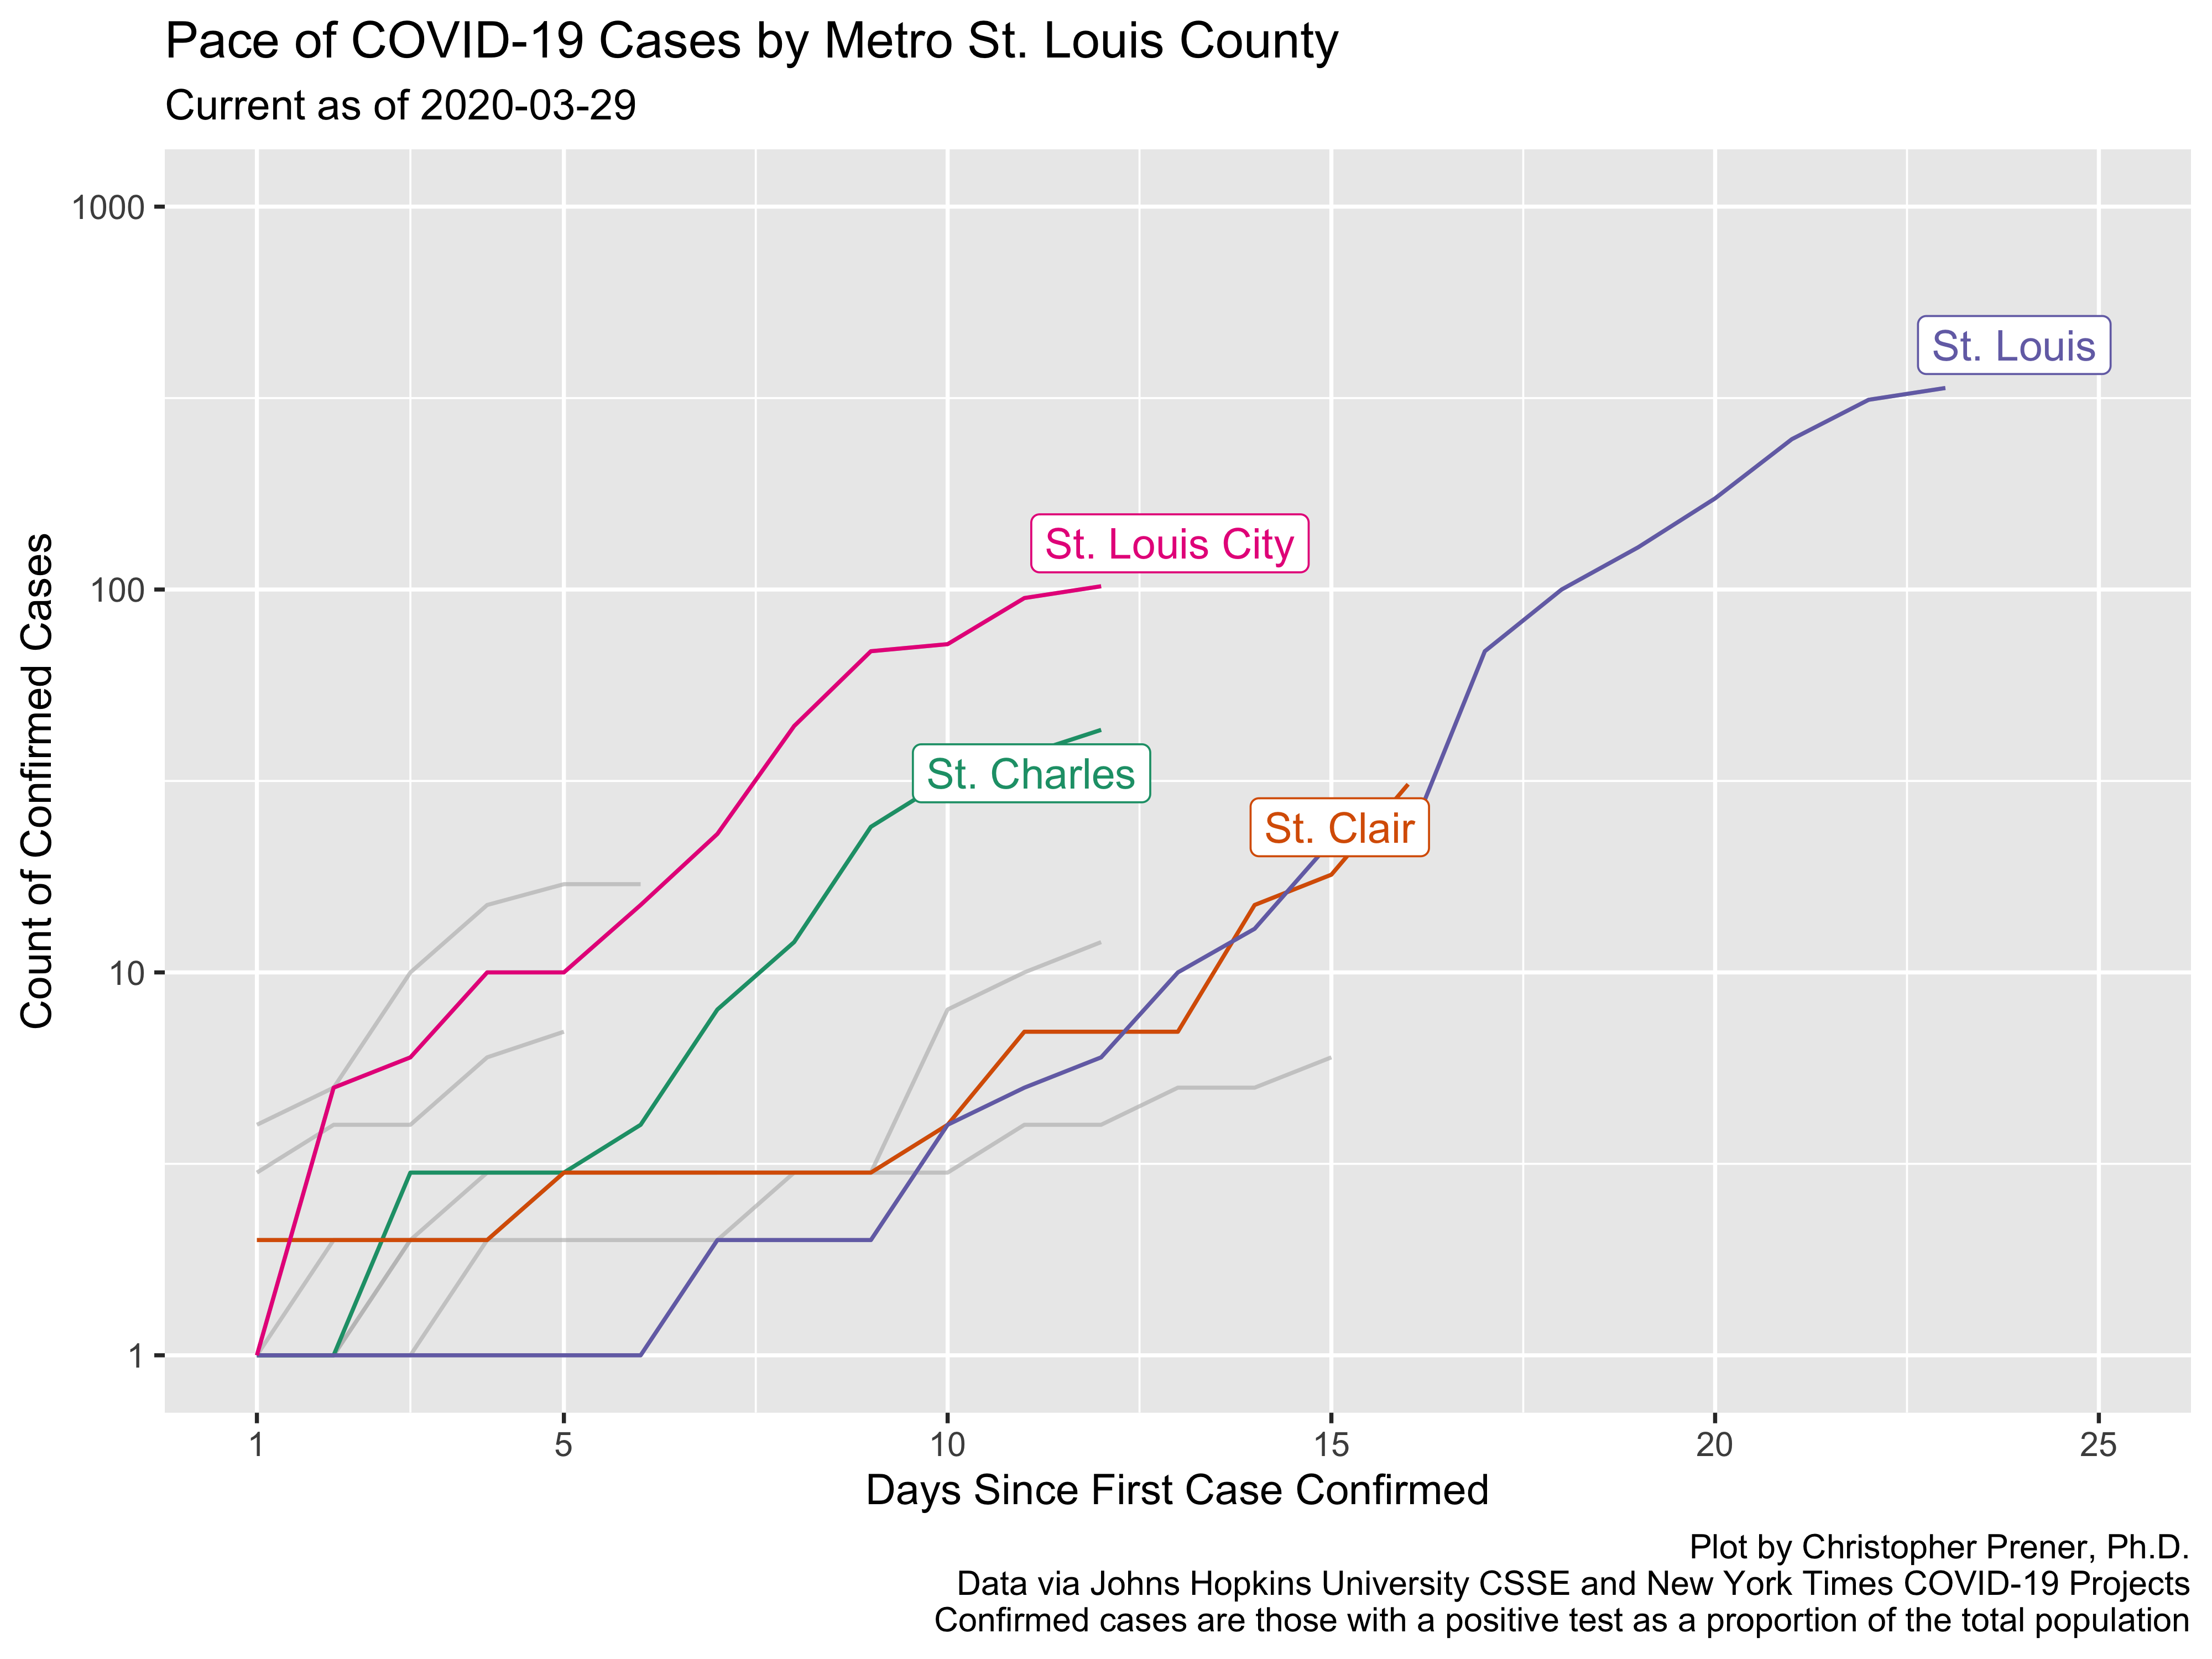 Pace of COVID-19 Cases by Metro St. Louis County
Current as of 2020-03-29
Count of Confirmed Cases
1000
100
10
1
St. Louis
St. Louis City
St. Charles
St. Clair
1 5 10 15 20 25
Days Since First Case Confirmed
Plot by Christopher Prener, Ph.D.
Data via Johns Hopkins University CSSE and New York Times COVID-19 Projects
Confirmed cases are those with a positive test as a proportion of the total population